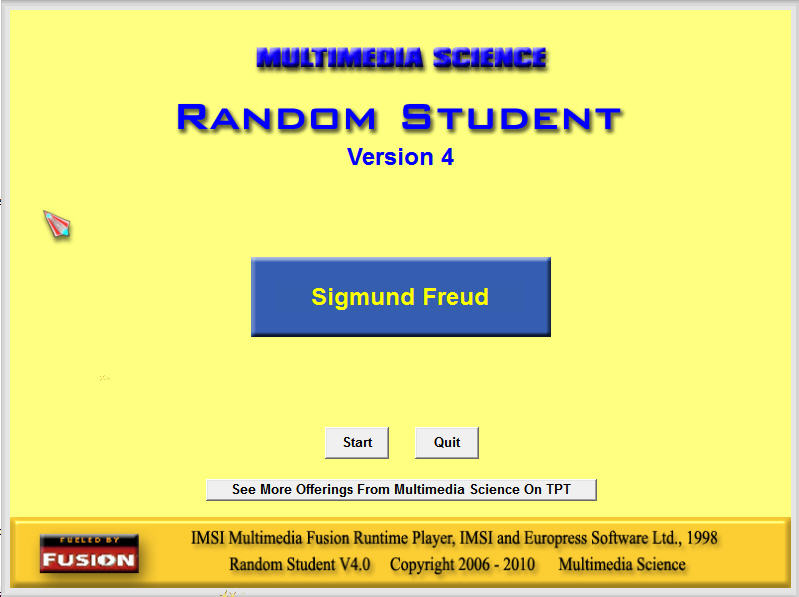 MULTIMEDIA SCIENCE
RANDOM STUDENT
Version 4
Sigmund Freud
Start
Quit
See More Offerings From Multimedia Science On TPT
FUELED BY
FUSION
IMSI Multimedia Fusion Runtime Player, IMSI and Europress Software Ltd., 1998
Random Student V4.0 Copyright 2006 - 2010 Multimedia Science